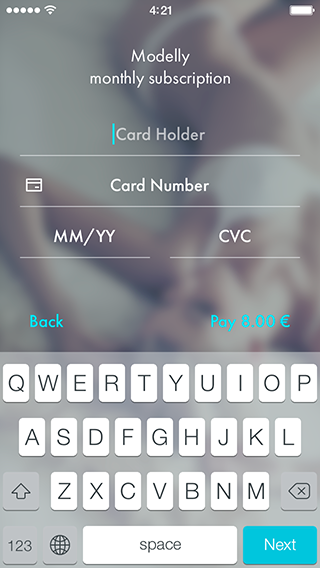 4:21
Modelly
monthly subscription
Card Holder
Card Number
MM/YY CVC
Back Pay 8.00 €
Q W E R T Y U I O P
A S D F G H J K L
Z X C V B N M
123 space Next